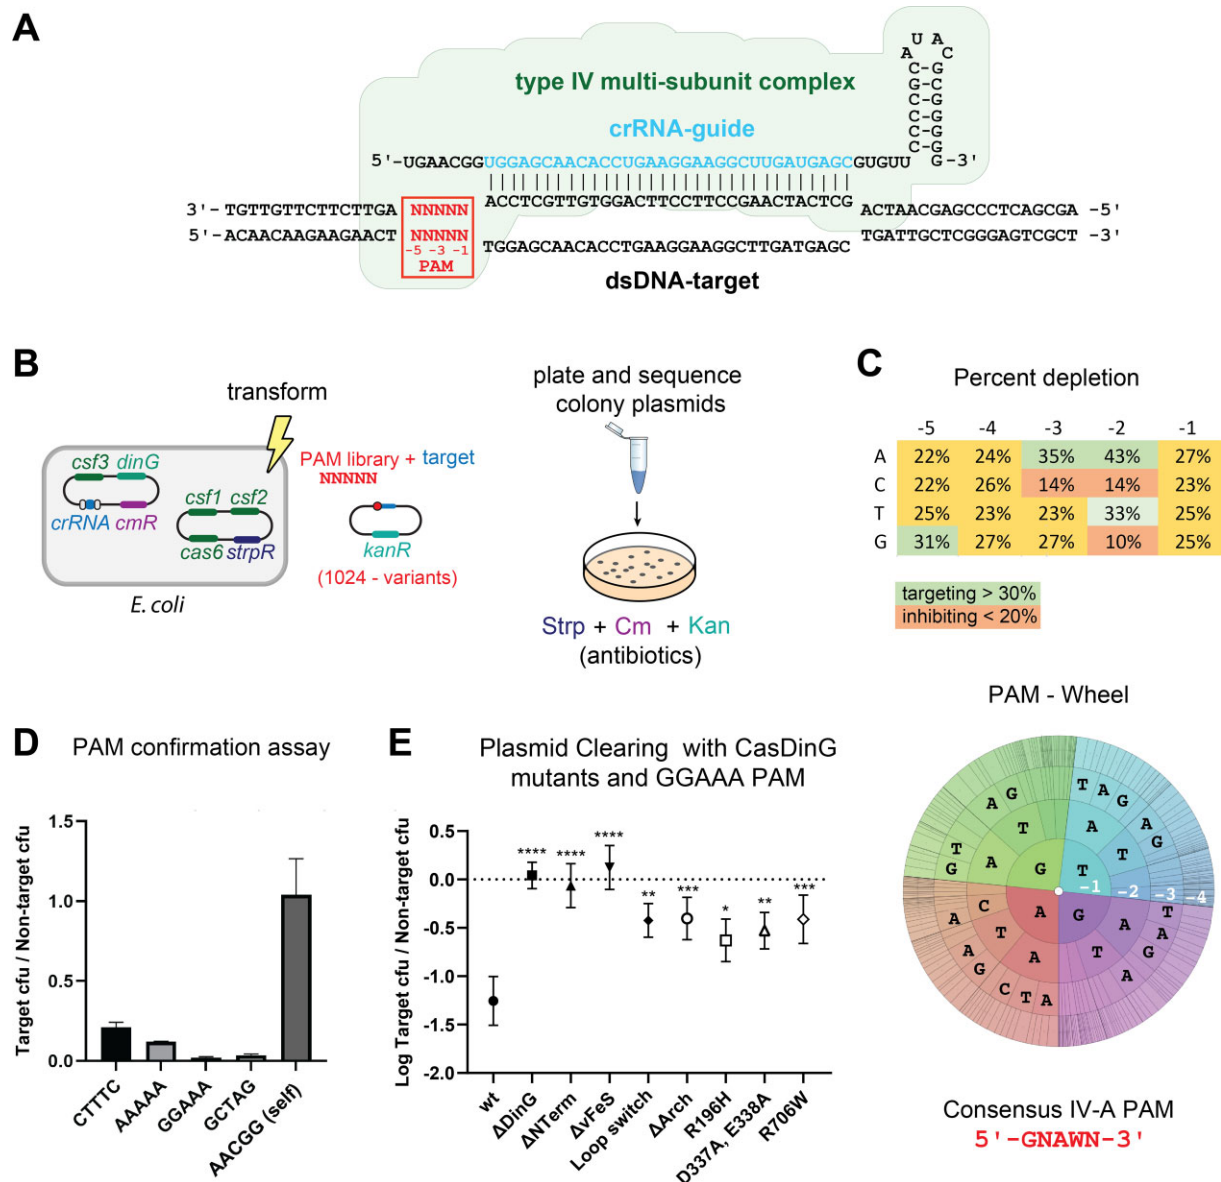 A
type IV multi-subunit complex
crRNA-guide
U A
A C
C-G
G-C
C-G
C-G
C-G
C-G
5'-UGAACGGUGGAGCAACACCUGAAGGAAGGCUUGAUGAGCGUGUU G-3'
ACCTCGTTGTGGACTTCCTTCCGAACTACTCG
3'- TGTTGTTCTTCTTGA NNNNN ACTAACGAGCCCTCAGCGA -5'
5'- ACAACAAGAAGAACT NNNNN TGATTGCTCGGGAGTCGCT -3'
TGGAGCAACACCTGAAGGAAGGCTTGATGAGC
-5 -3 -1
PAM
dsDNA-target
B
transform
csf3 dinG
crRNA cmR
csf1 csf2
cas6 strpR
E. coli
PAM library + target
NNNNN
kanR
(1024 - variants)
plate and sequence
colony plasmids
Strp + Cm + Kan
(antibiotics)
C
Percent depletion
-5 -4 -3 -2 -1
A 22% 24% 35% 43% 27%
C 22% 26% 14% 14% 23%
T 25% 23% 23% 33% 25%
G 31% 27% 27% 10% 25%
targeting > 30%
inhibiting < 20%
PAM - Wheel
T A G A G
A T
T
-1 -2 -3 -4
G
A T
T A G A
A
C T A
A G C T A
G
T A
G T A G
Consensus IV-A PAM
5'-GNAWN-3'
D
PAM confirmation assay
Target cfu / Non-target cfu
1.5
1.0
0.5
0.0
CTTTC
AAAAA
GGAAA
GCTAG
AACGG (self)
E
Plasmid Clearing with CasDinG
mutants and GGAAA PAM
Log Target cfu / Non-target cfu
0.5
0.0
-0.5
-1.0
-1.5
-2.0
**** **** **** ** *** * ** ***
wt
ΔDinG
ΔNTerm
ΔvFeS
Loop switch
ΔArch
R196H
D337A, E338A
R706W